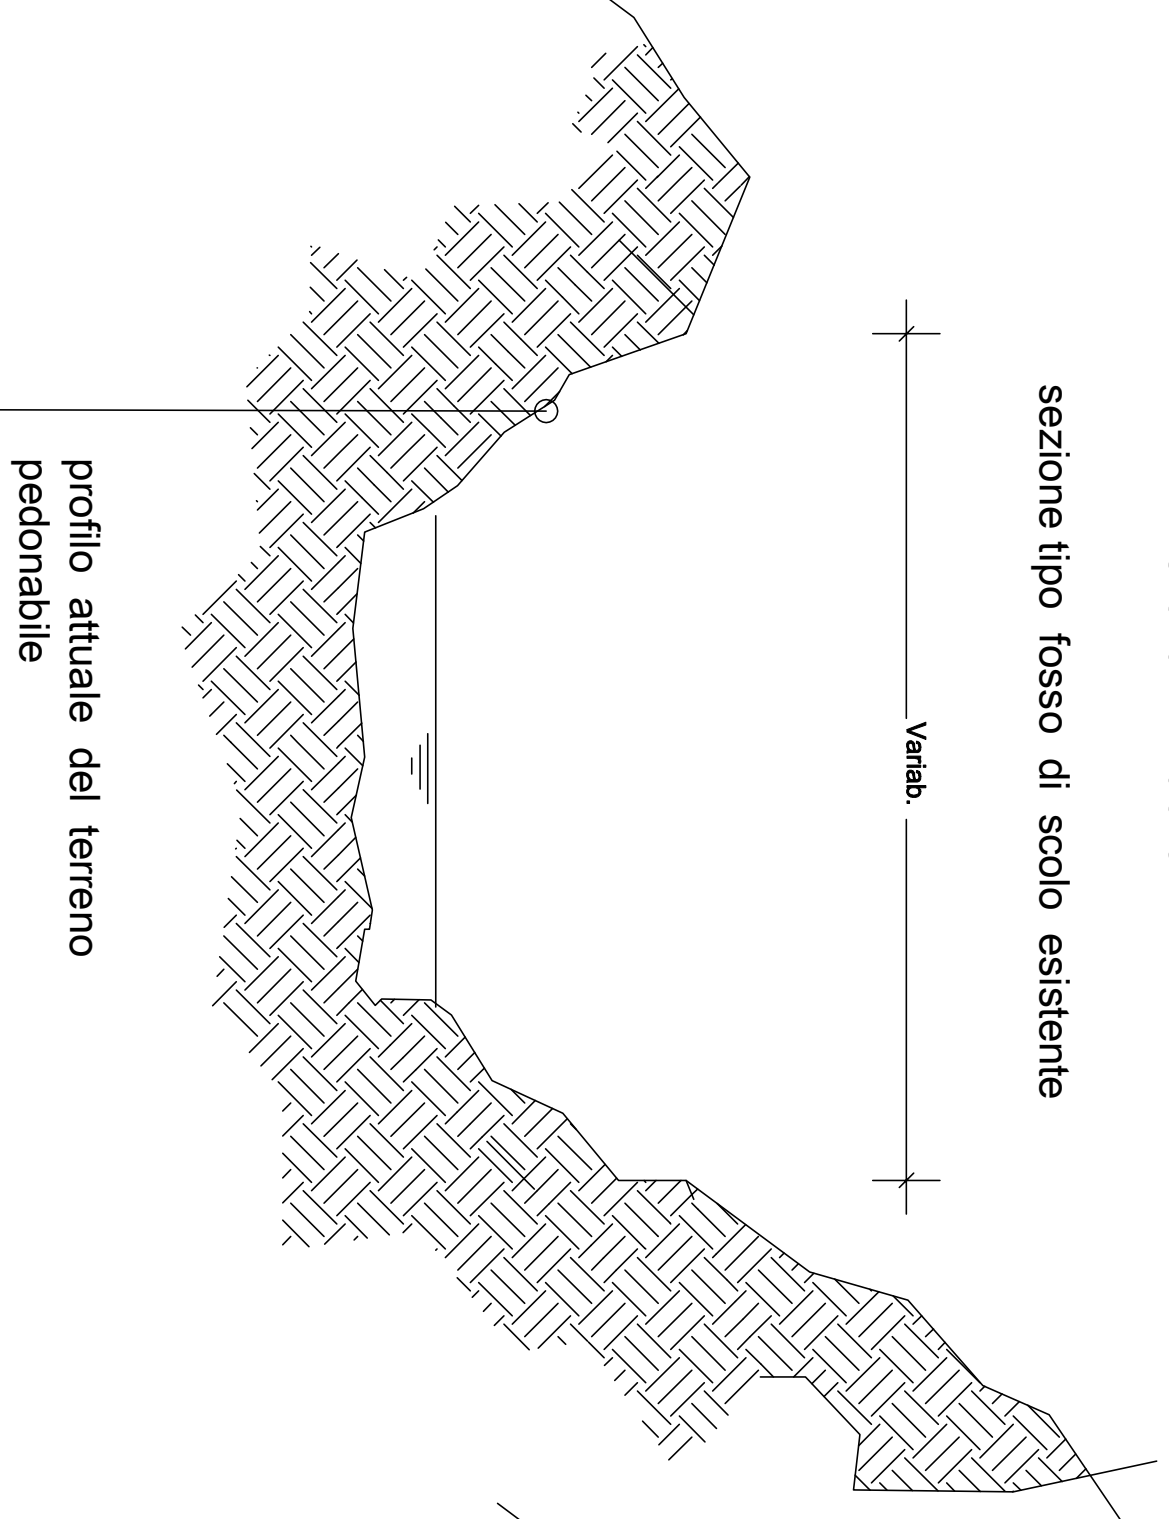 sezione tipo fosso di scolo esistente
Variab.
profilo attuale del terreno
pedonabile